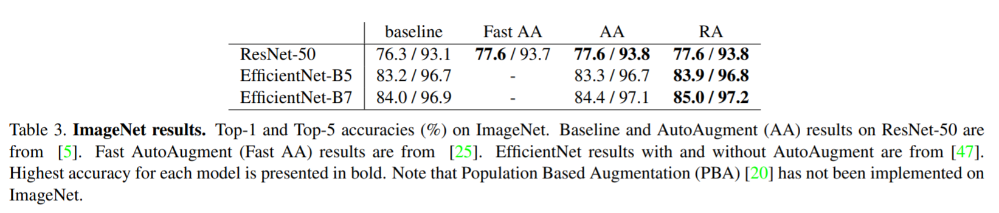 baseline Fast AA AA RA
ResNet-50 76.3 / 93.1 77.6 / 93.7 77.6 / 93.8 77.6 / 93.8
EfficientNet-B5 83.2 / 96.7 - 83.3 / 96.7 83.9 / 96.8
EfficientNet-B7 84.0 / 96.9 - 84.4 / 97.1 85.0 / 97.2
Table 3. ImageNet results. Top-1 and Top-5 accuracies (%) on ImageNet. Baseline and AutoAugment (AA) results on ResNet-50 are
from [5]. Fast AutoAugment (Fast AA) results are from [25]. EfficientNet results with and without AutoAugment are from [47].
Highest accuracy for each model is presented in bold. Note that Population Based Augmentation (PBA) [20] has not been implemented on
ImageNet.